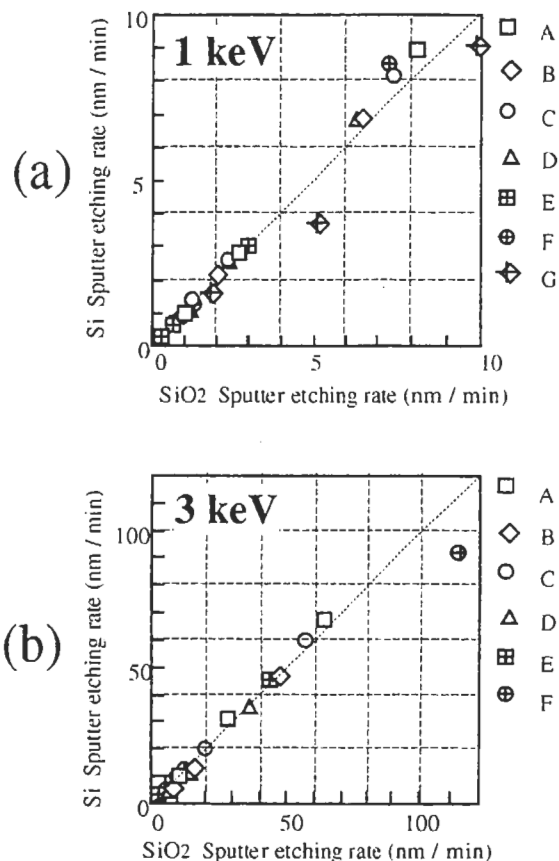 (a)
1 keV
Si Sputter etching rate (nm / min)
10
5
0
0 5 10
SiO2 Sputter etching rate (nm / min)
A
B
C
D
E
F
G
(b)
3 keV
Si Sputter etching rate (nm / min)
100
50
0
0 50 100
SiO2 Sputter etching rate (nm / min)
A
B
C
D
E
F